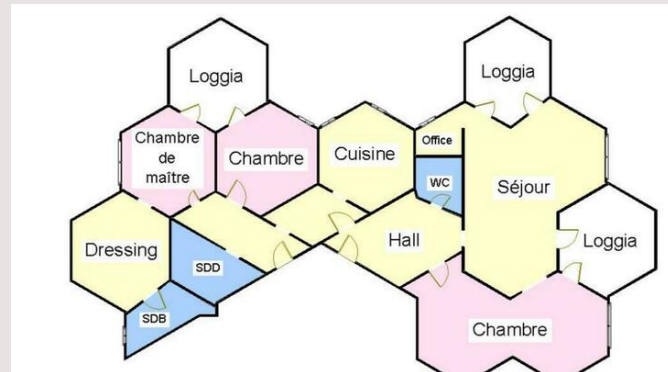 Loggia
Loggia
Chambre
de
maître
Chambre
Cuisine
Office
WC
Séjour
Dressing
SDD
Hall
Loggia
SDB
Chambre